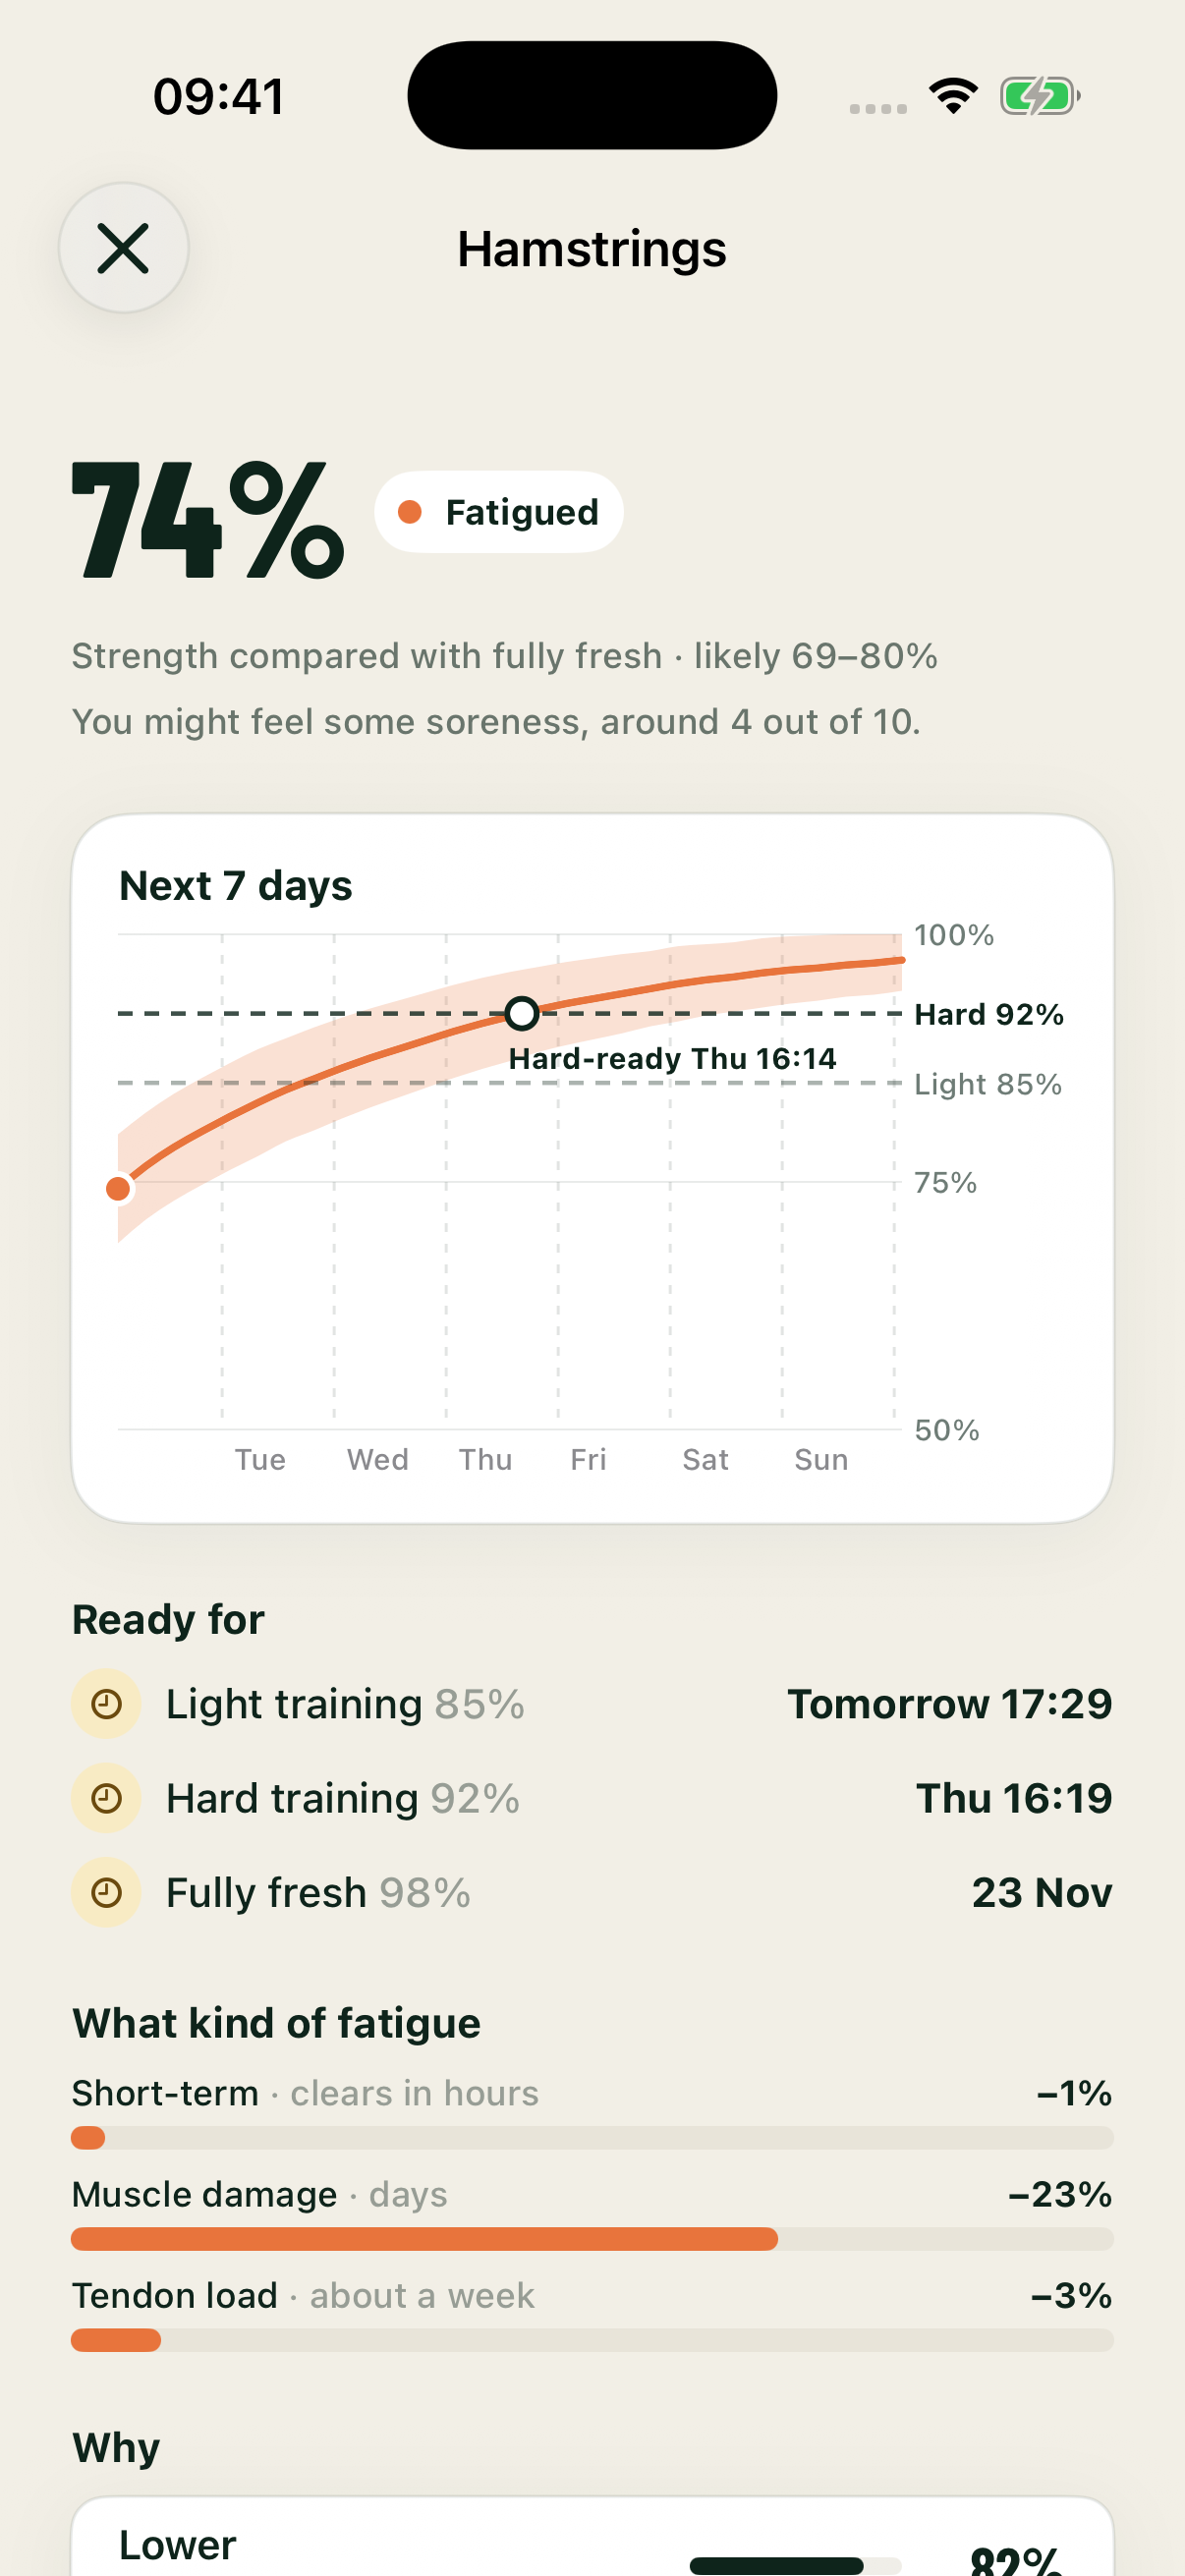 09:41
Hamstrings
74%
Fatigued
Strength compared with fully fresh · likely 69–80%
You might feel some soreness, around 4 out of 10.
Next 7 days
100%
Hard 92%
Hard-ready Thu 16:14
Light 85%
75%
50%
Tue Wed Thu Fri Sat Sun
Ready for
Light training 85% Tomorrow 17:29
Hard training 92% Thu 16:19
Fully fresh 98% 23 Nov
What kind of fatigue
Short-term · clears in hours −1%
Muscle damage · days −23%
Tendon load · about a week −3%
Why
Lower
82%